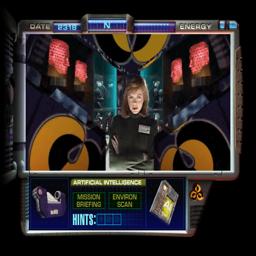 DATE 2318 N ENERGY
ARTIFICIAL INTELLIGENCE
MISSION BRIEFING
ENVIRON SCAN
HINTS: